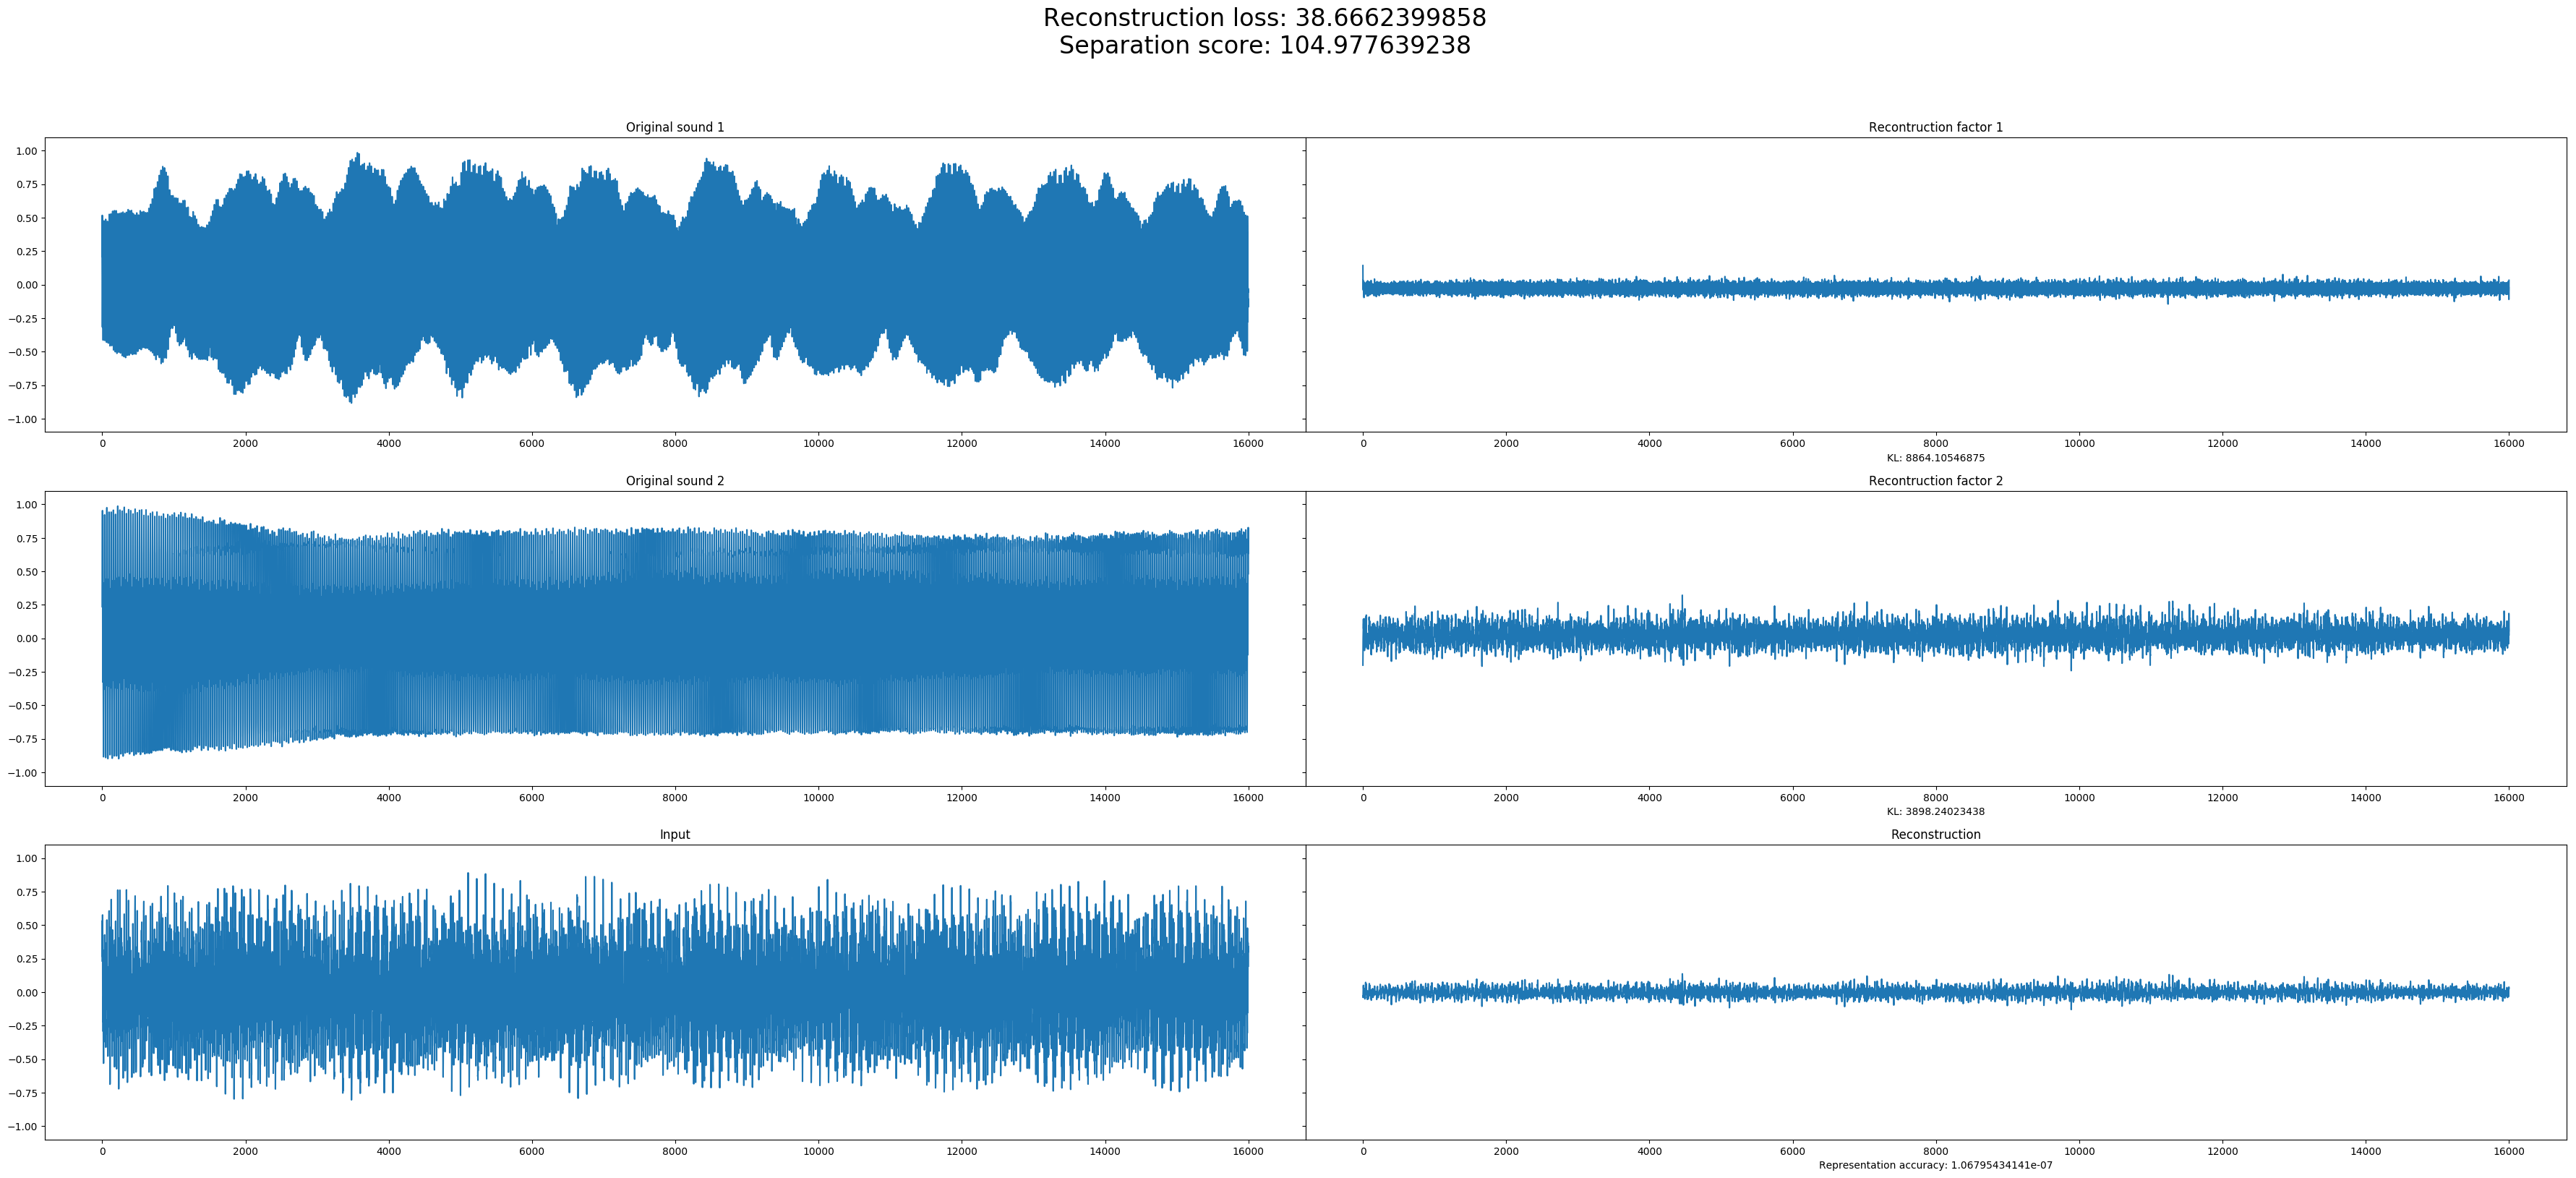 Reconstruction loss: 38.6662399858
Separation score: 104.977639238
Original sound 1
Recontruction factor 1
1.00
0.75
0.50
0.25
0.00
−0.25
−0.50
−0.75
−1.00
0 2000 4000 6000 8000 10000 12000 14000 16000
0 2000 4000 6000 8000 10000 12000 14000 16000
KL: 8864.10546875
Original sound 2
Recontruction factor 2
1.00
0.75
0.50
0.25
0.00
−0.25
−0.50
−0.75
−1.00
0 2000 4000 6000 8000 10000 12000 14000 16000
0 2000 4000 6000 8000 10000 12000 14000 16000
KL: 3898.24023438
Input
Reconstruction
1.00
0.75
0.50
0.25
0.00
−0.25
−0.50
−0.75
−1.00
0 2000 4000 6000 8000 10000 12000 14000 16000
0 2000 4000 6000 8000 10000 12000 14000 16000
Representation accuracy: 1.06795434141e-07